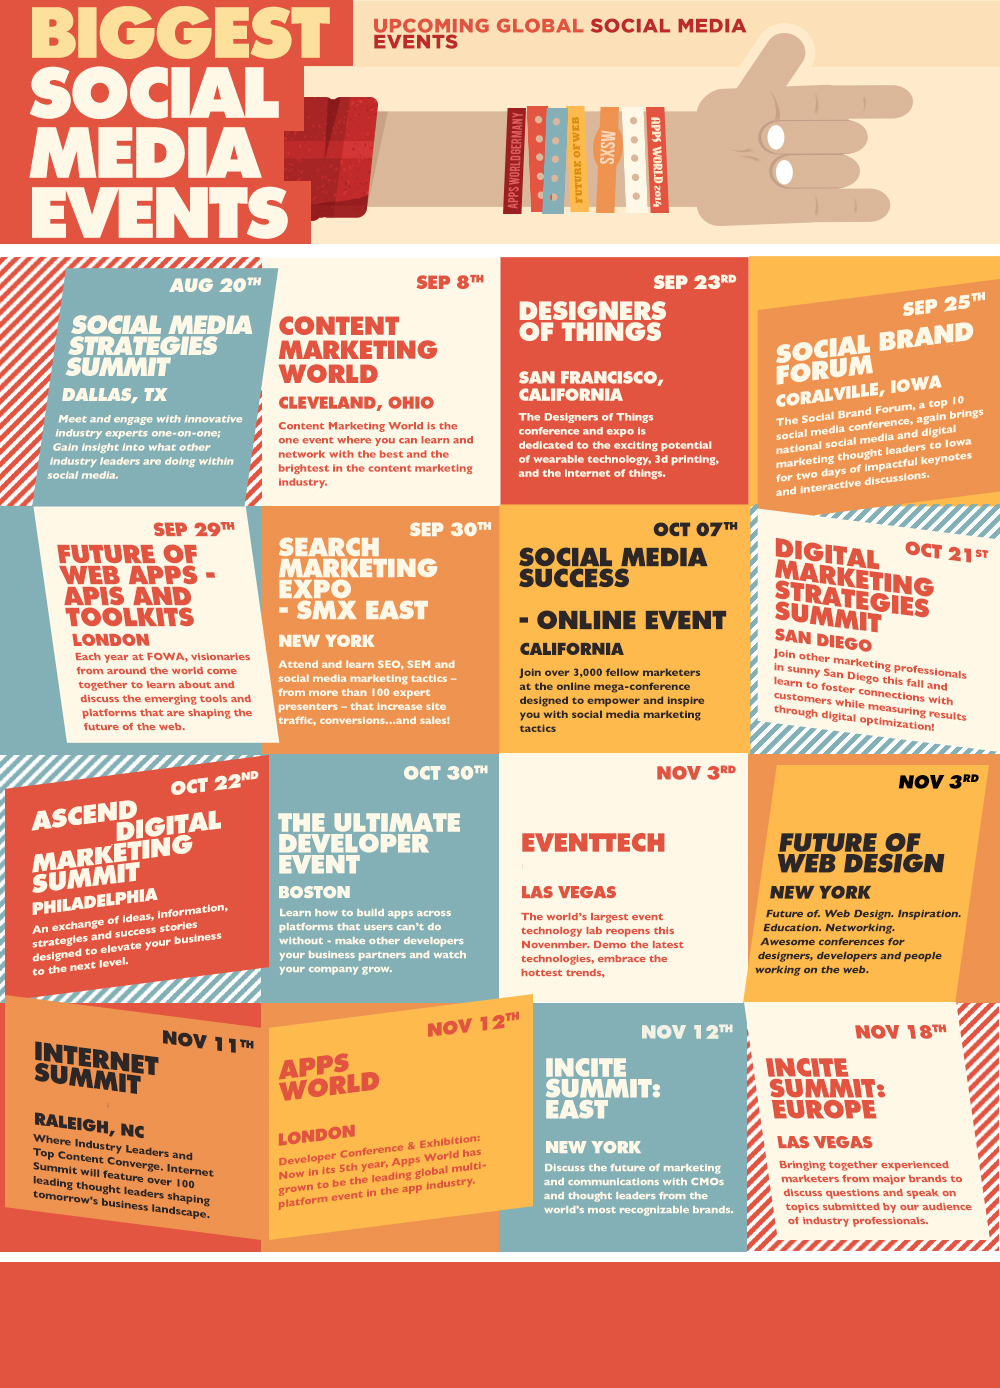 BIGGEST
SOCIAL
MEDIA
EVENTS
UPCOMING GLOBAL SOCIAL MEDIA
EVENTS
APPS WORLD GERMANY
FUTURE OF WEB
SXSW
APPS WORLD 2014
AUG 20TH
SOCIAL MEDIA
STRATEGIES
SUMMIT
DALLAS, TX
Meet and engage with innovative
industry experts one-on-one;
Gain insight into what other
industry leaders are doing within
social media.
SEP 8TH
CONTENT
MARKETING
WORLD
CLEVELAND, OHIO
Content Marketing World is the
one event where you can learn and
network with the best and the
brightest in the content marketing
industry.
SEP 23RD
DESIGNERS
OF THINGS
SAN FRANCISCO,
CALIFORNIA
The Designers of Things
conference and expo is
dedicated to the exciting potential
of wearable technology, 3d printing,
and the internet of things.
SEP 25TH
SOCIAL BRAND
FORUM
CORALVILLE, IOWA
The Social Brand Forum, a top 10
social media conference, again brings
national social media and digital
marketing thought leaders to Iowa
for two days of impactful keynotes
and interactive discussions.
SEP 29TH
FUTURE OF
WEB APPS -
APIS AND
TOOLKITS
LONDON
Each year at FOWA, visionaries
from around the world come
together to learn about and
discuss the emerging tools and
platforms that are shaping the
future of the web.
SEP 30TH
SEARCH
MARKETING
EXPO
- SMX EAST
NEW YORK
Attend and learn SEO, SEM and
social media marketing tactics –
from more than 100 expert
presenters – that increase site
traffic, conversions...and sales!
OCT 07TH
SOCIAL MEDIA
SUCCESS
- ONLINE EVENT
CALIFORNIA
Join over 3,000 fellow marketers
at the online mega-conference
designed to empower and inspire
you with social media marketing
tactics
OCT 21ST
DIGITAL
MARKETING
STRATEGIES
SUMMIT
SAN DIEGO
Join other marketing professionals
in sunny San Diego this fall and
learn to foster connections with
customers while measuring results
through digital optimization!
OCT 22ND
ASCEND
DIGITAL
MARKETING
SUMMIT
PHILADELPHIA
An exchange of ideas, information,
strategies and success stories
designed to elevate your business
to the next level.
OCT 30TH
THE ULTIMATE
DEVELOPER
EVENT
BOSTON
Learn how to build apps across
platforms that users can't do
without - make other developers
your business partners and watch
your company grow.
NOV 3RD
EVENTTECH
LAS VEGAS
The world's largest event
technology lab reopens this
Novenmber. Demo the latest
technologies, embrace the
hottest trends,
NOV 3RD
FUTURE OF
WEB DESIGN
NEW YORK
Future of. Web Design. Inspiration.
Education. Networking.
Awesome conferences for
designers, developers and people
working on the web.
NOV 11TH
INTERNET
SUMMIT
RALEIGH, NC
Where Industry Leaders and
Top Content Converge. Internet
Summit will feature over 100
leading thought leaders shaping
tomorrow's business landscape.
NOV 12TH
APPS
WORLD
LONDON
Developer Conference & Exhibition:
Now in its 5th year, Apps World has
grown to be the leading global multi-
platform event in the app industry.
NOV 12TH
INCITE
SUMMIT:
EAST
NEW YORK
Discuss the future of marketing
and communications with CMOs
and thought leaders from the
world's most recognizable brands.
NOV 18TH
INCITE
SUMMIT:
EUROPE
LAS VEGAS
Bringing together experienced
marketers from major brands to
discuss questions and speak on
topics submitted by our audience
of industry professionals.